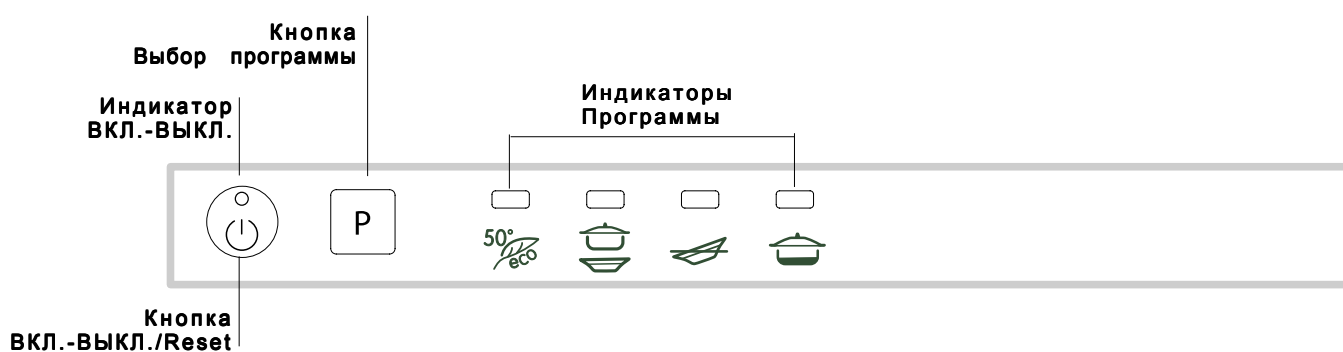 Кнопка
Выбор программы
Индикатор
ВКЛ.-ВЫКЛ.
Индикаторы
Программы
P
50°
eco
Кнопка
ВКЛ.-ВЫКЛ./Reset